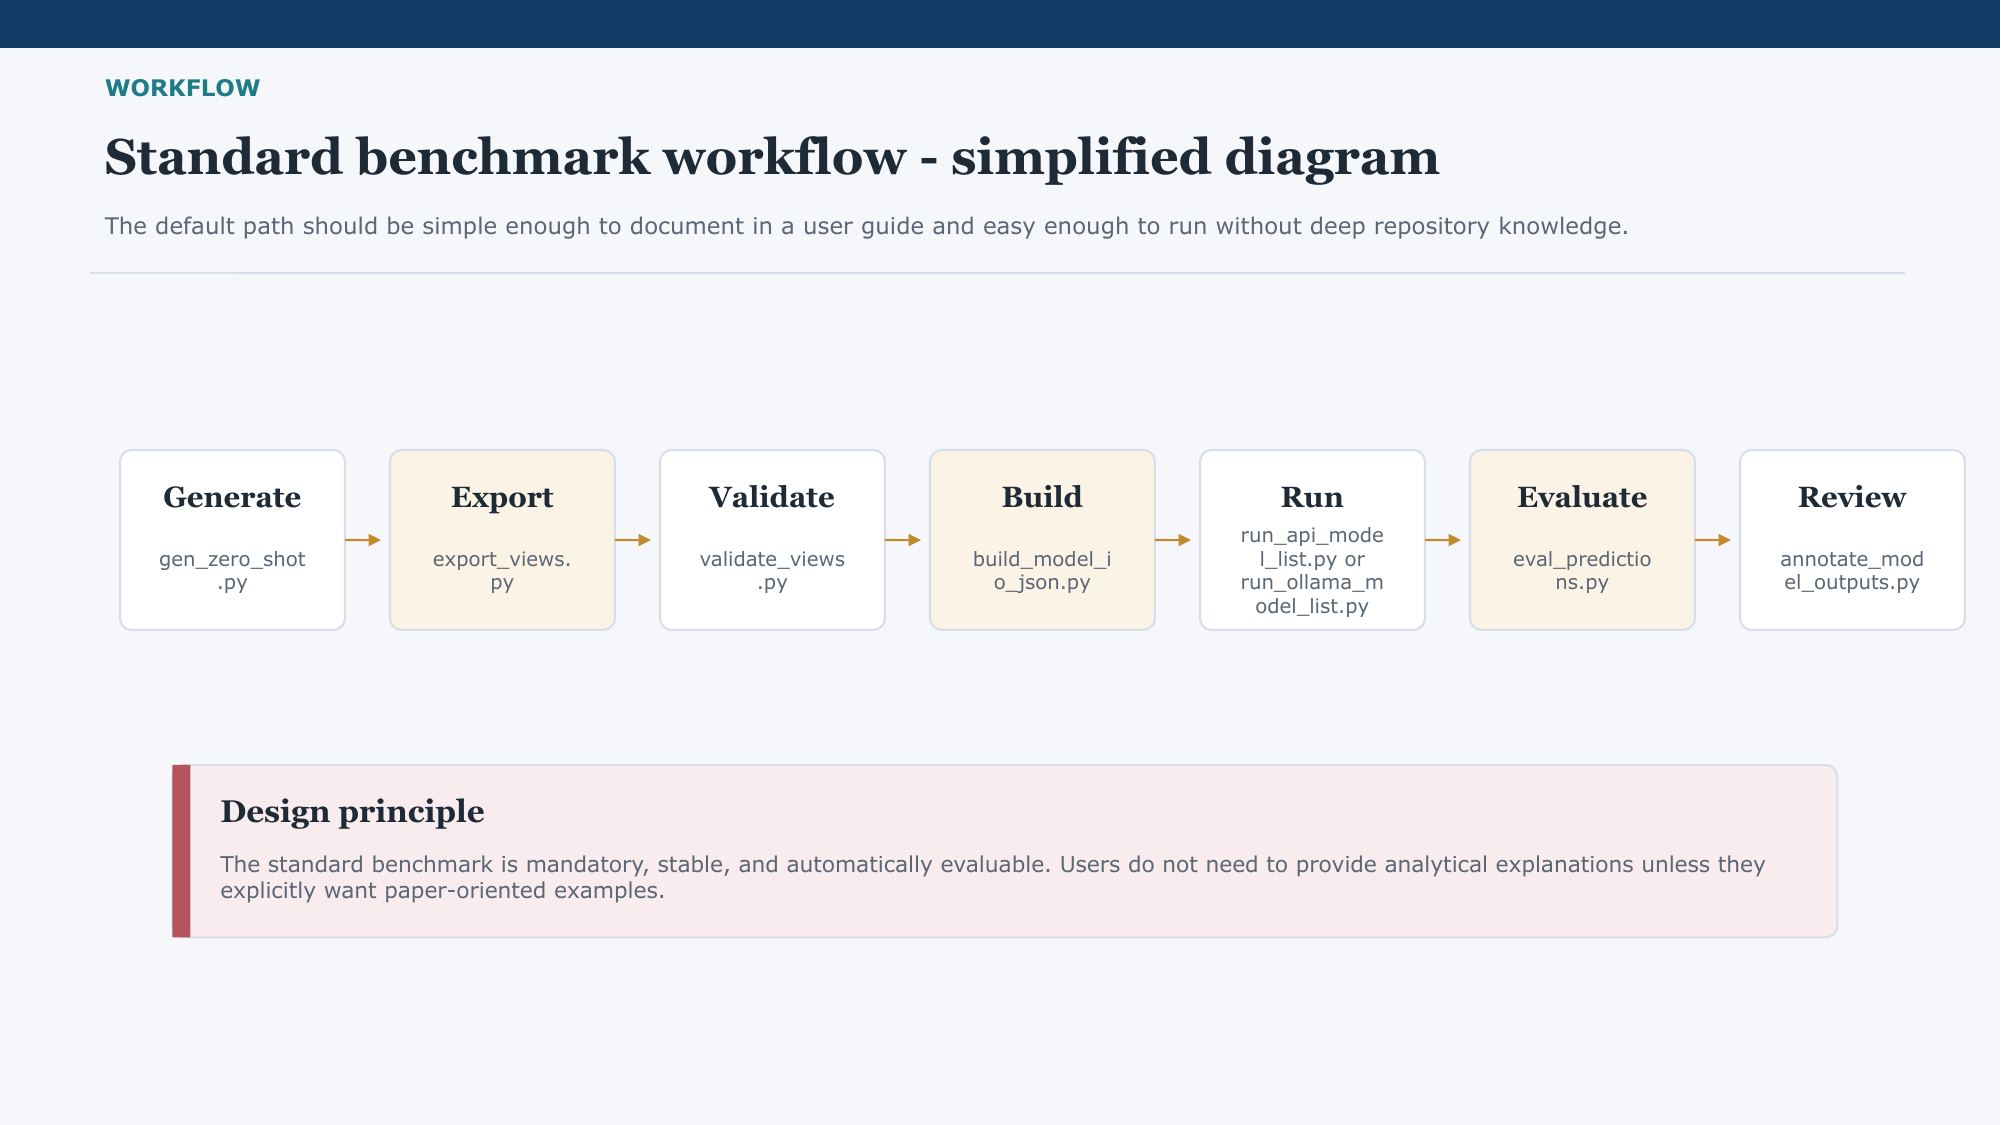 WORKFLOW
Standard benchmark workflow - simplified diagram
The default path should be simple enough to document in a user guide and easy enough to run without deep repository knowledge.
Generate
gen_zero_shot
.py
Export
export_views.
py
Validate
validate_views
.py
Build
build_model_i
o_json.py
Run
run_api_mode
l_list.py or
run_ollama_m
odel_list.py
Evaluate
eval_predictio
ns.py
Review
annotate_mod
el_outputs.py
Design principle
The standard benchmark is mandatory, stable, and automatically evaluable. Users do not need to provide analytical explanations unless they
explicitly want paper-oriented examples.